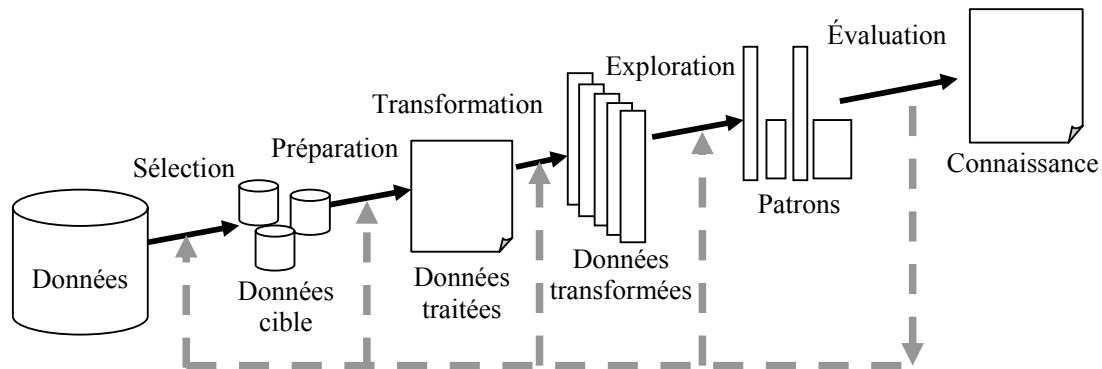 Données
Sélection
Données
cible
Préparation
Données
traitées
Transformation
Données
transformées
Exploration
Patrons
Évaluation
Connaissance